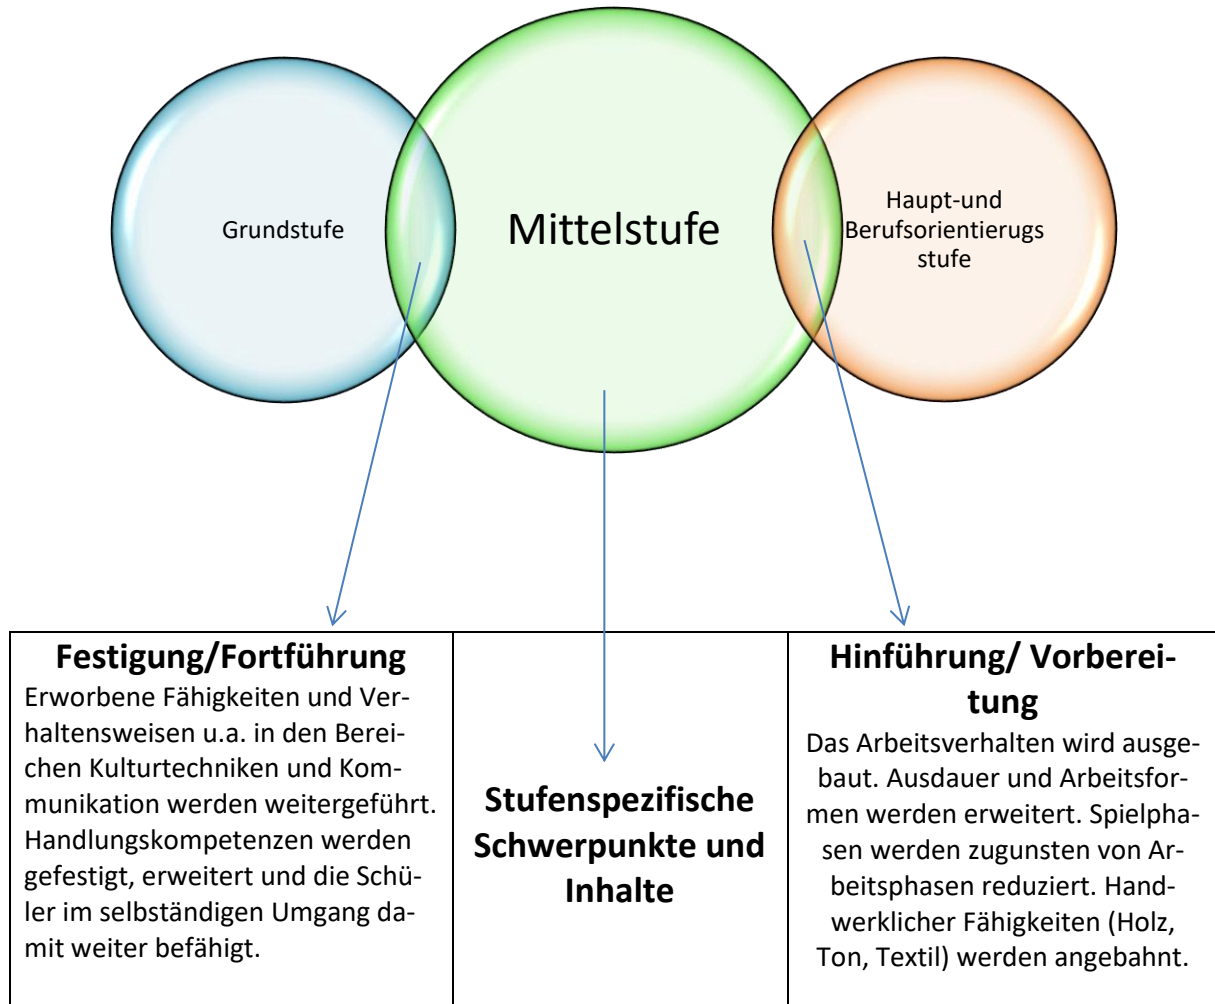 Grundstufe
Mittelstufe
Haupt-und
Berufsorientierugs
stufe
Festigung/Fortführung
Erworbene Fähigkeiten und Ver-
haltensweisen u.a. in den Berei-
chen Kulturtechniken und Kom-
munikation werden weitergeführt.
Handlungskompetenzen werden
gefestigt, erweitert und die Schü-
ler im selbständigen Umgang da-
mit weiter befähigt.
Stufenspezifische
Schwerpunkte und
Inhalte
Hinführung/ Vorberei-
tung
Das Arbeitsverhalten wird ausge-
baut. Ausdauer und Arbeitsfor-
men werden erweitert. Spielpha-
sen werden zugunsten von Ar-
beitsphasen reduziert. Hand-
werklicher Fähigkeiten (Holz,
Ton, Textil) werden angebahnt.